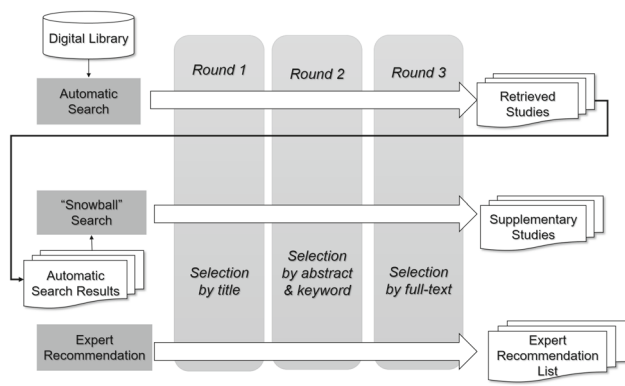 Digital Library
Automatic
Search
Round 1
Round 2
Round 3
Retrieved
Studies
“Snowball”
Search
Supplementary
Studies
Automatic
Search Results
Selection
by title
Selection
by abstract
& keyword
Selection
by full-text
Expert
Recommendation
Expert
Recommendation
List